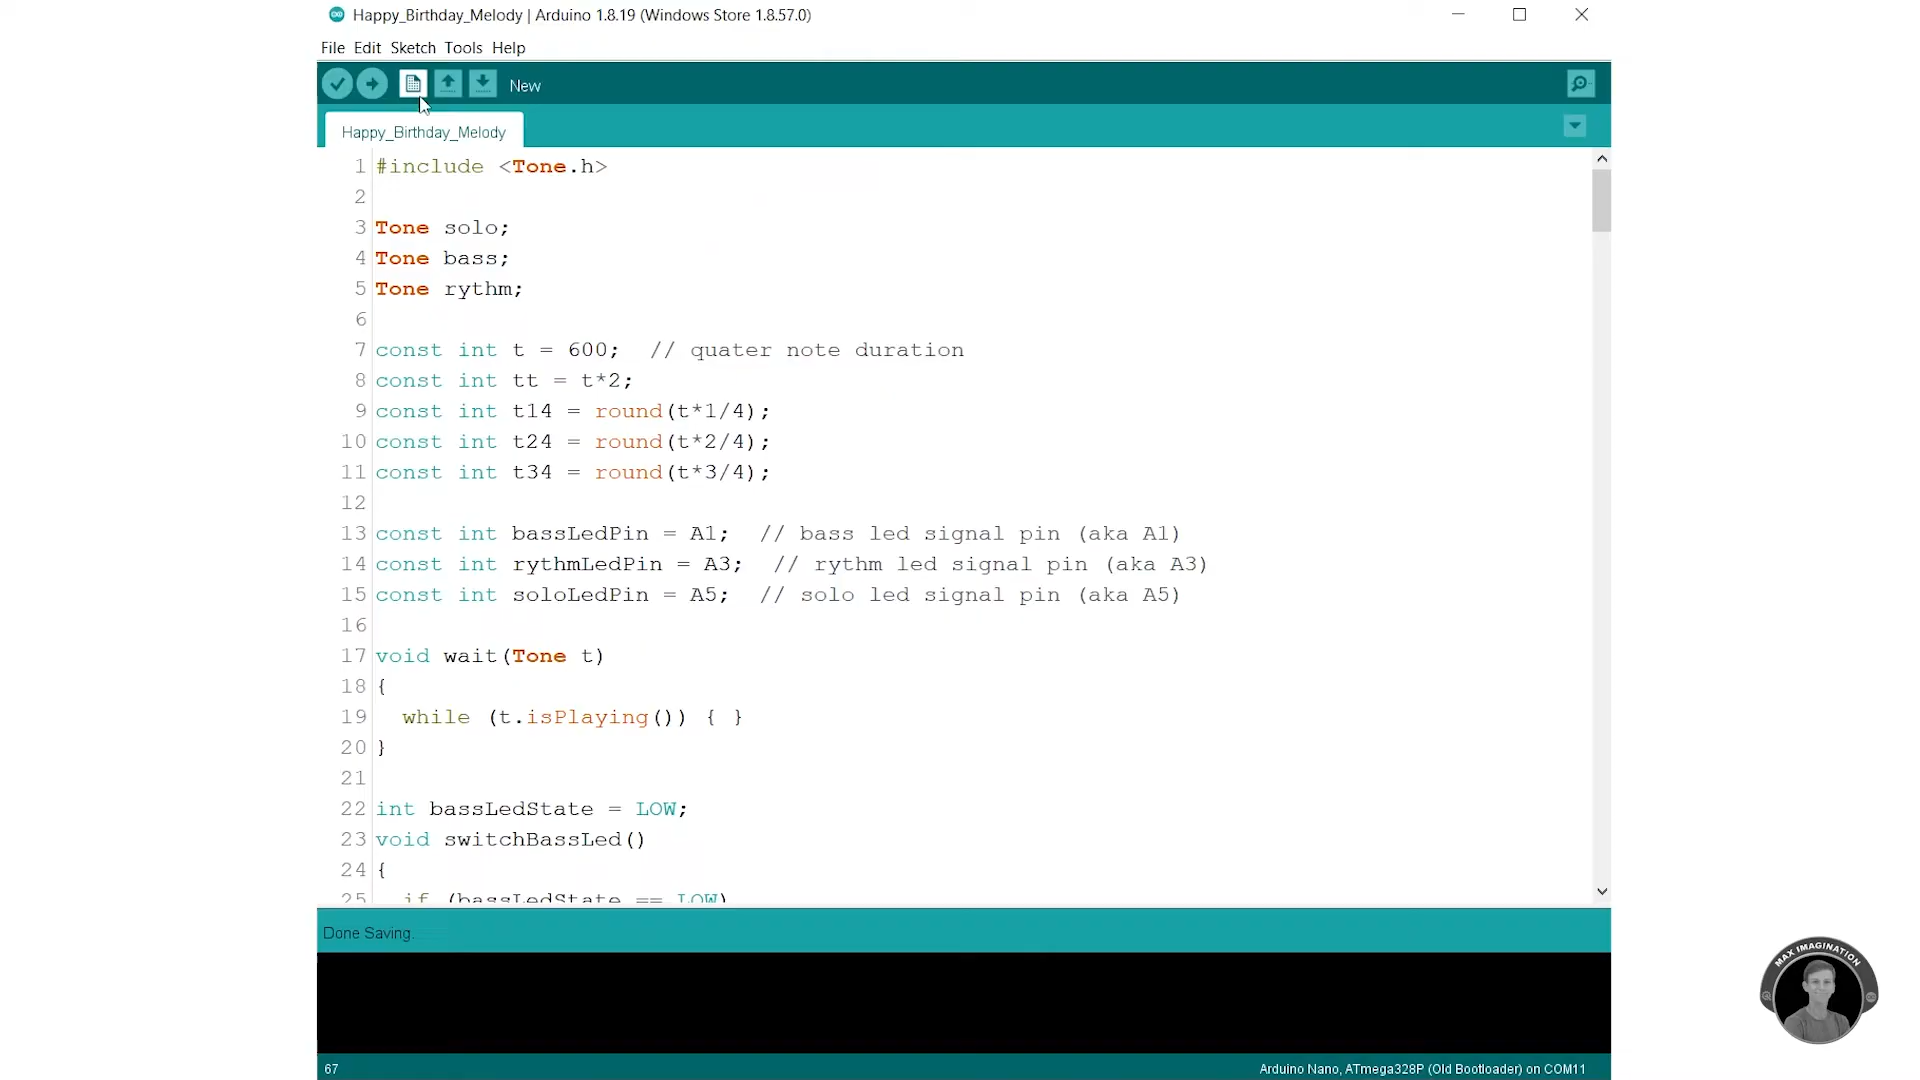 Happy_Birthday_Melody | Arduino 1.8.19 (Windows Store 1.8.57.0)
File Edit Sketch Tools Help
New
Happy_Birthday_Melody
1 #include <Tone.h>
2
3 Tone solo;
4 Tone bass;
5 Tone rythm;
6
7 const int t = 600;  // quater note duration
8 const int tt = t*2;
9 const int t14 = round(t*1/4);
10 const int t24 = round(t*2/4);
11 const int t34 = round(t*3/4);
12
13 const int bassLedPin = A1;  // bass led signal pin (aka A1)
14 const int rythmLedPin = A3;  // rythm led signal pin (aka A3)
15 const int soloLedPin = A5;  // solo led signal pin (aka A5)
16
17 void wait(Tone t)
18 {
19   while (t.isPlaying()) { }
20 }
21
22 int bassLedState = LOW;
23 void switchBassLed()
24 {
25   if (bassLedState == LOW)
Done Saving.
67
Arduino Nano, ATmega328P (Old Bootloader) on COM11
MAX IMAGINATION